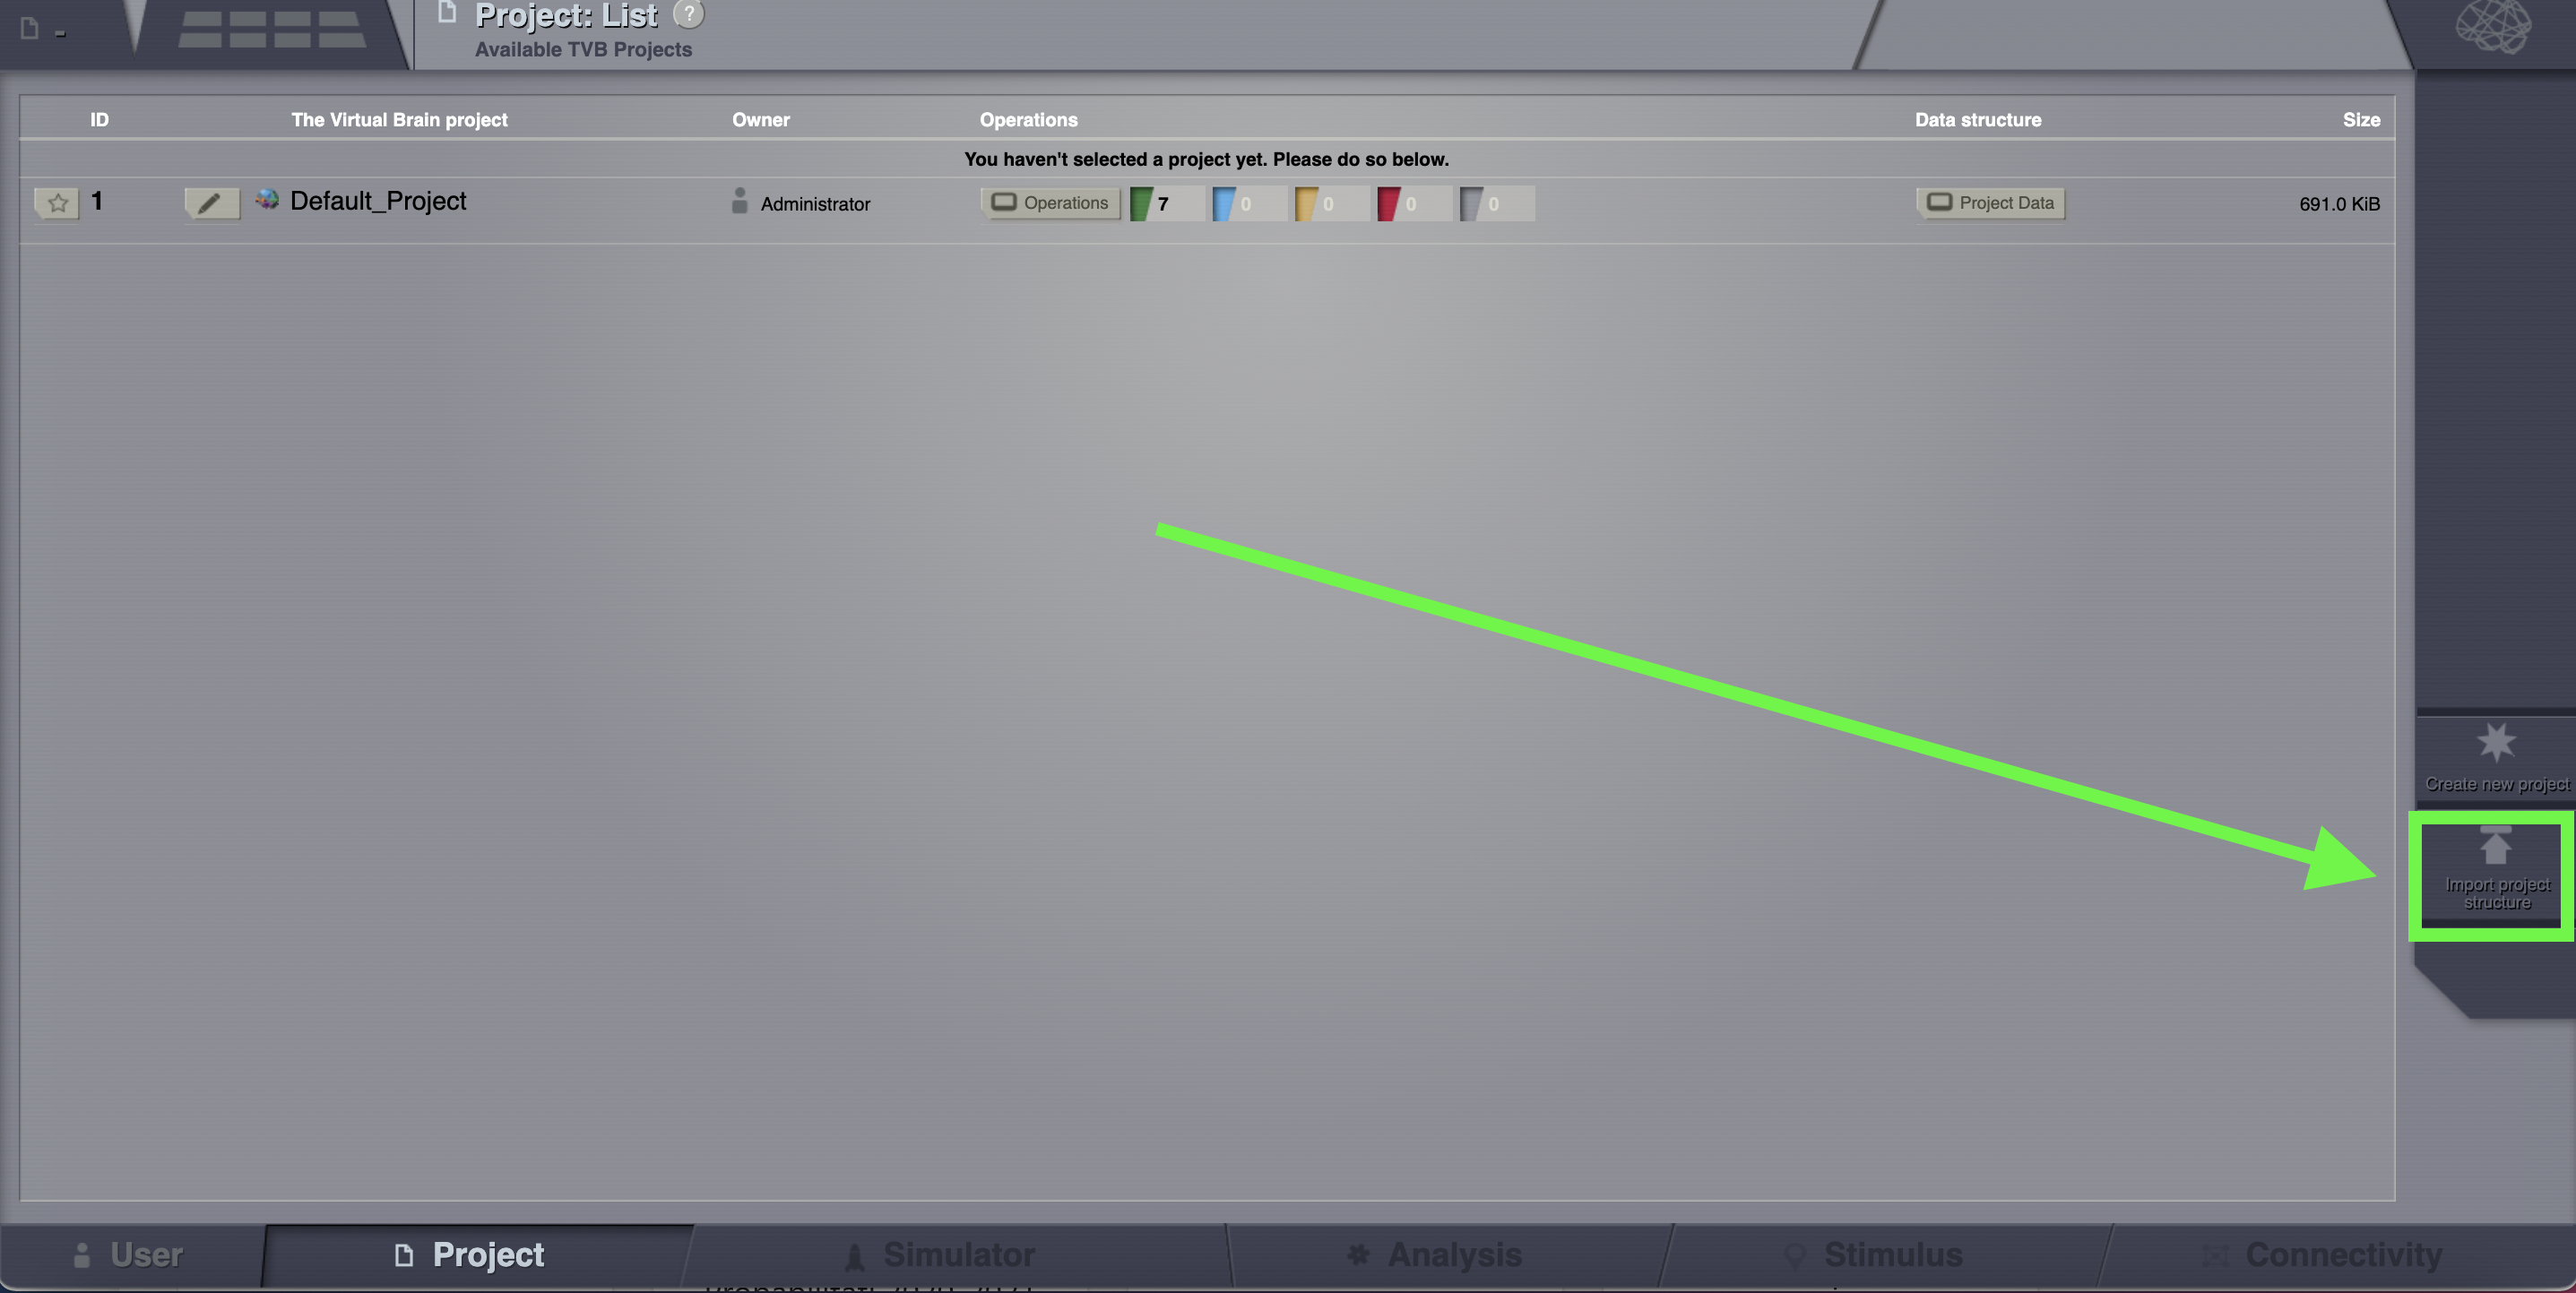 -
Project: List ?
Available TVB Projects
ID The Virtual Brain project Owner Operations Data structure Size
You haven't selected a project yet. Please do so below.
1 Default_Project Administrator Operations 7 0 0 0 0 Project Data 691.0 KiB
Create new project
Import project
structure
User Project Simulator Analysis Stimulus Connectivity